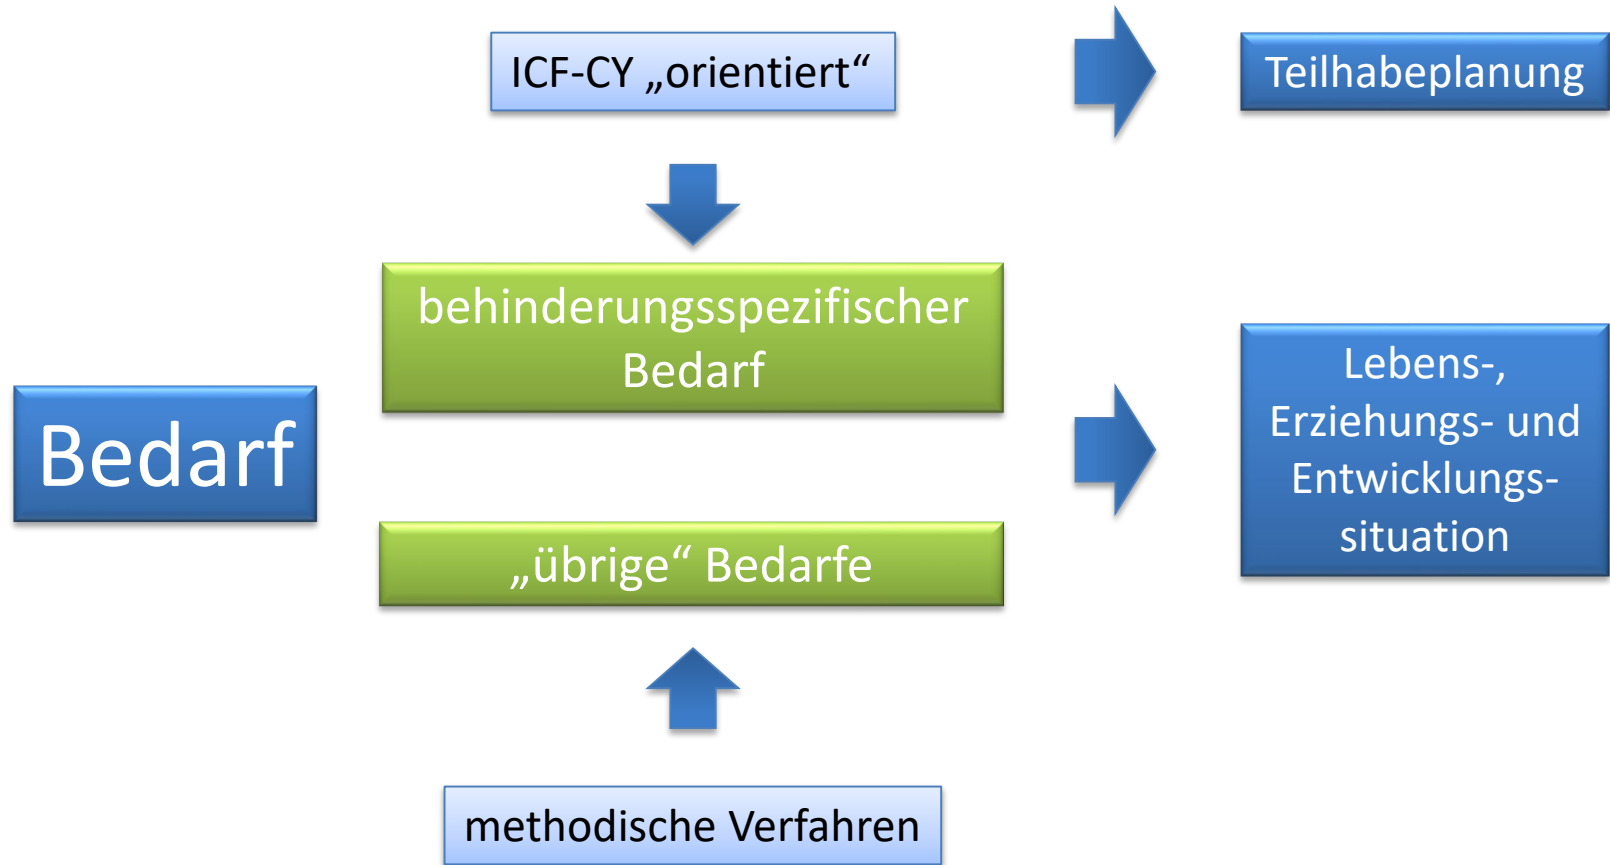 ICF-CY „orientiert“
Teilhabeplanung
behinderungsspezifischer
Bedarf
Bedarf
„übrige“ Bedarfe
Lebens-,
Erziehungs- und
Entwicklungs-
situation
methodische Verfahren